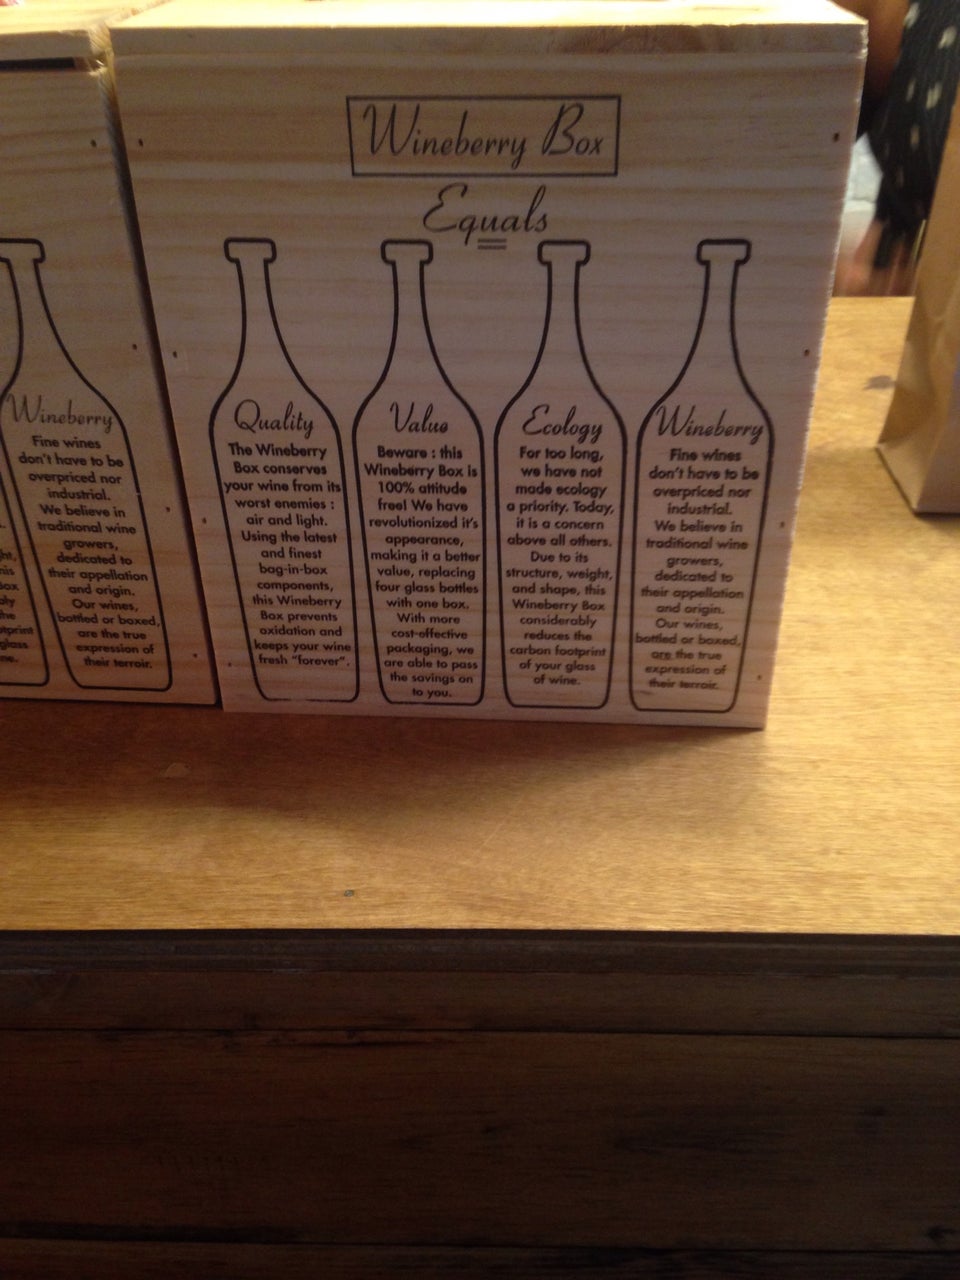 Wineberry Box
Equals
Quality
The Wineberry
Box conserves
your wine from its
worst enemies :
air and light.
Using the latest
and finest
bag-in-box
components,
this Wineberry
Box prevents
oxidation and
keeps your wine
fresh "forever".
Value
Beware : this
Wineberry Box is
100% attitude
free! We have
revolutionized it's
appearance,
making it a better
value, replacing
four glass bottles
with one box.
With more
cost-effective
packaging, we
are able to pass
the savings on
to you.
Ecology
For too long,
we have not
made ecology
a priority. Today,
it is a concern
above all others.
Due to its
structure, weight,
and shape, this
Wineberry Box
considerably
reduces the
carbon footprint
of your glass
of wine.
Wineberry
Fine wines
don't have to be
overpriced nor
industrial.
We believe in
traditional wine
growers,
dedicated to
their appellation
and origin.
Our wines,
bottled or boxed,
are the true
expression of
their terroir.
Wineberry
Fine wines
don't have to be
overpriced nor
industrial.
We believe in
traditional wine
growers,
dedicated to
their appellation
and origin.
Our wines,
bottled or boxed,
are the true
expression of
their terroir.